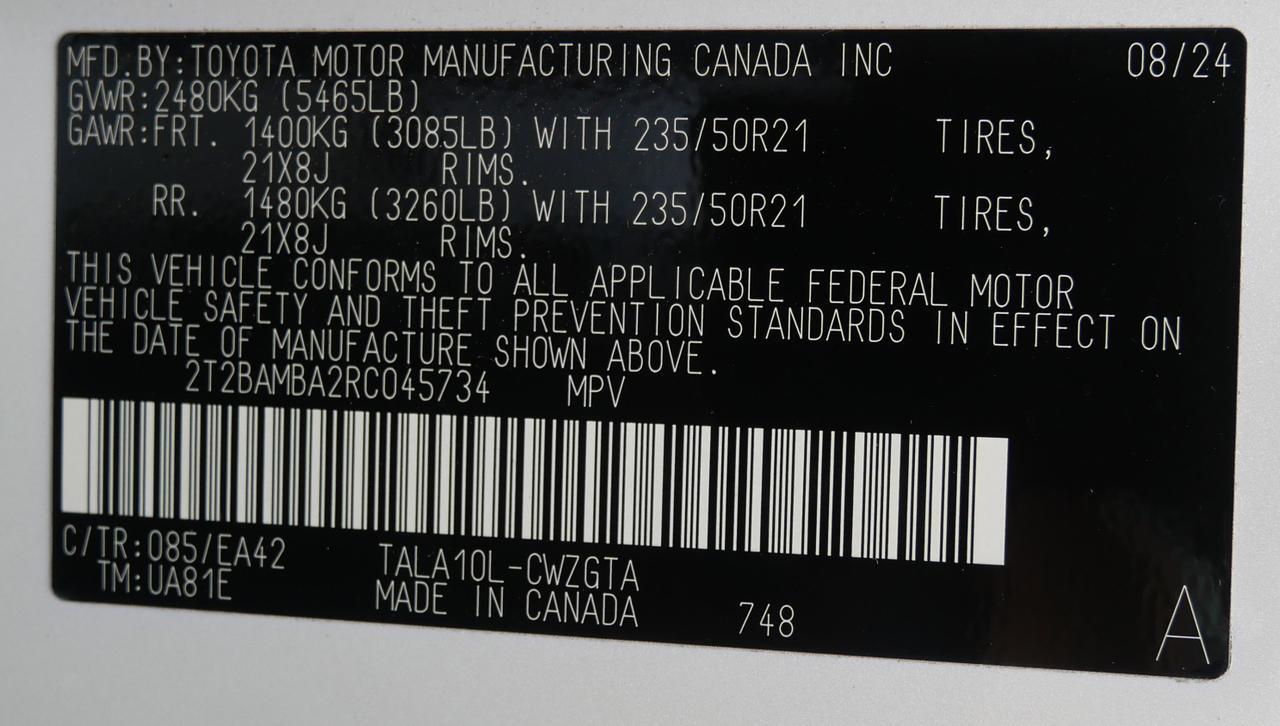 MFD.BY:TOYOTA MOTOR MANUFACTURING CANADA INC 08/24
GVWR:2480KG (5465LB)
GAWR:FRT. 1400KG (3085LB) WITH 235/50R21 TIRES,
21X8J RIMS.
RR. 1480KG (3260LB) WITH 235/50R21 TIRES,
21X8J RIMS.
THIS VEHICLE CONFORMS TO ALL APPLICABLE FEDERAL MOTOR
VEHICLE SAFETY AND THEFT PREVENTION STANDARDS IN EFFECT ON
THE DATE OF MANUFACTURE SHOWN ABOVE.
2T2BAMBA2RC045734 MPV
C/TR:085/EA42 TALA10L-CWZGTA
TM:UA81E MADE IN CANADA 748
A